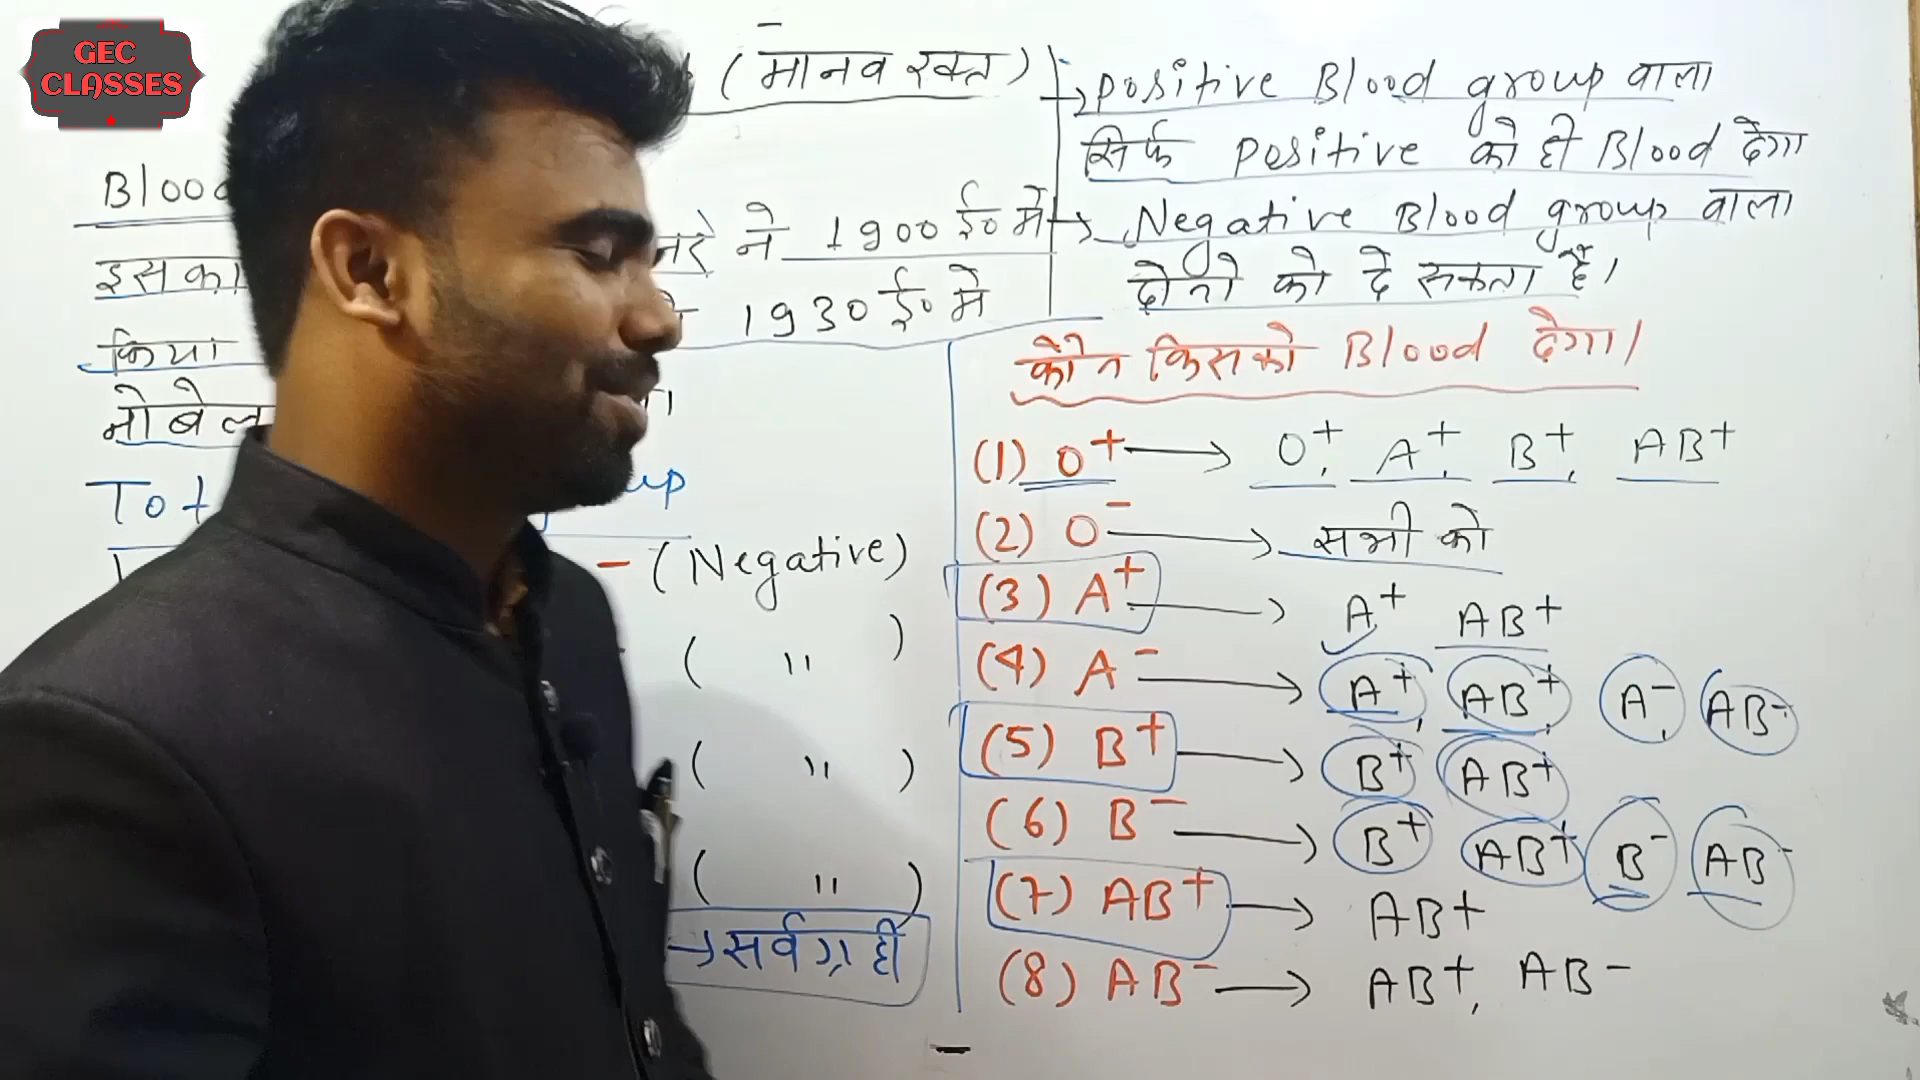 GEC
CLASSES
(मानव रक्त)
Blood
इसका ने 1900 ई० में
किया 1930 ई० में
नोबेल
Negative)
( " )
( " )
( " )
→ सर्वग्राही
→ positive Blood group वाला
सिर्फ positive को ही Blood देगा
→ Negative Blood group वाला
दोनो को दे सकता है।
कौन किसको Blood देगा।
(1) O+ → O+, A+, B+, AB+
(2) O- → सभी को
(3) A+ → A+ AB+
(4) A- → A+, AB+, A-, AB-
(5) B+ → B+ AB+
(6) B- → B+ AB+ B- AB-
(7) AB+ → AB+
(8) AB- → AB+, AB-